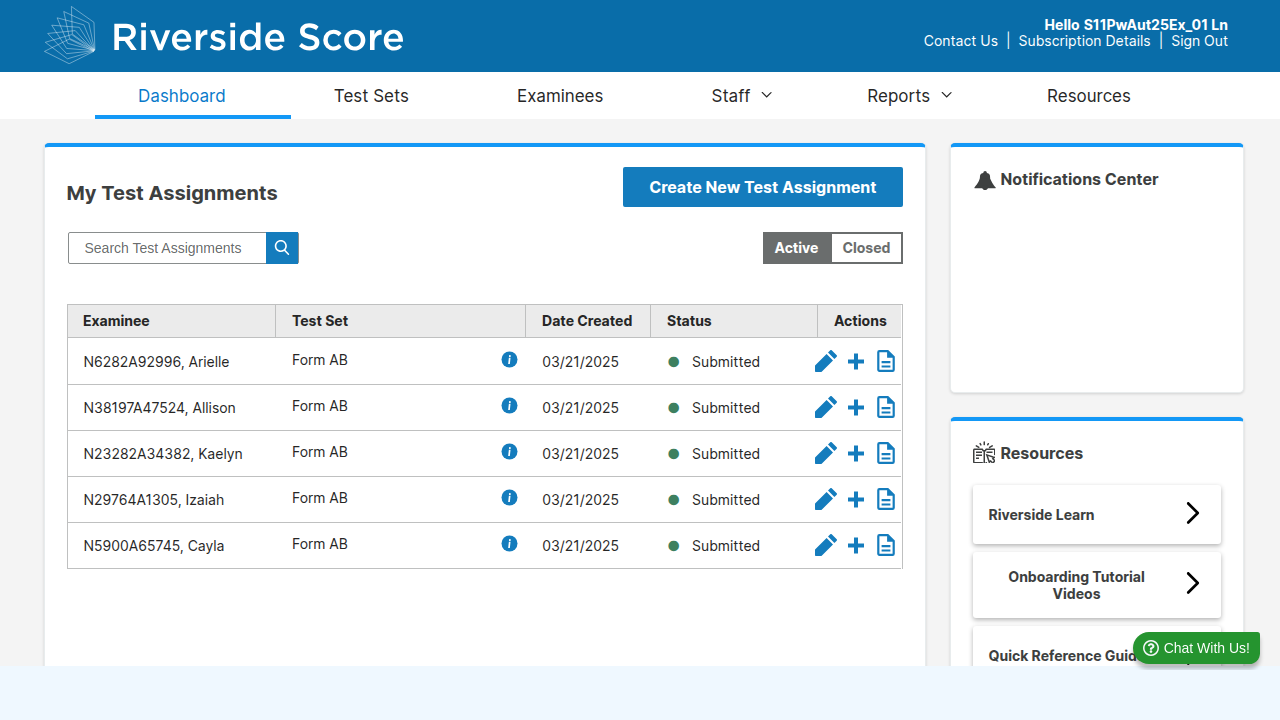 Riverside Score
Hello S11PwAut25Ex_01 Ln
Contact Us | Subscription Details | Sign Out
Dashboard Test Sets Examinees Staff Reports Resources
My Test Assignments
Create New Test Assignment
Search Test Assignments
Active Closed
Examinee Test Set Date Created Status Actions
N6282A92996, Arielle Form AB 03/21/2025 Submitted
N38197A47524, Allison Form AB 03/21/2025 Submitted
N23282A34382, Kaelyn Form AB 03/21/2025 Submitted
N29764A1305, Izaiah Form AB 03/21/2025 Submitted
N5900A65745, Cayla Form AB 03/21/2025 Submitted
Notifications Center
Resources
Riverside Learn
Onboarding Tutorial
Videos
Quick Reference
Chat With Us!